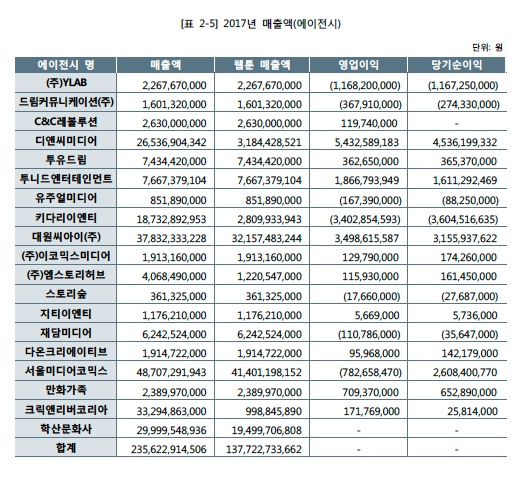 [표 2-5] 2017년 매출액(에이전시)
단위: 원
에이전시 명 매출액 웹툰 매출액 영업이익 당기순이익
(주)YLAB 2,267,670,000 2,267,670,000 (1,168,200,000) (1,167,250,000)
드림커뮤니케이션(주) 1,601,320,000 1,601,320,000 (367,910,000) (274,330,000)
C&C레볼루션 2,630,000,000 2,630,000,000 119,740,000 -
디앤씨미디어 26,536,904,342 3,184,428,521 5,432,589,183 4,536,199,332
투유드림 7,434,420,000 7,434,420,000 362,650,000 365,370,000
투니드엔터테인먼트 7,667,379,104 7,667,379,104 1,866,793,949 1,611,292,469
유주얼미디어 851,890,000 851,890,000 (167,390,000) (88,250,000)
키다리이엔티 18,732,892,953 2,809,933,943 (3,402,854,593) (3,604,516,635)
대원씨아이(주) 37,832,333,228 32,157,483,244 3,498,615,587 3,155,937,622
(주)이코믹스미디어 1,913,160,000 1,913,160,000 129,790,000 174,260,000
(주)엠스토리허브 4,068,490,000 1,220,547,000 115,930,000 161,450,000
스토리숲 361,325,000 361,325,000 (17,660,000) (27,687,000)
지티이엔티 1,176,210,000 1,176,210,000 5,669,000 5,736,000
재담미디어 6,242,524,000 6,242,524,000 (110,786,000) (35,647,000)
다온크리에이티브 1,914,722,000 1,914,722,000 95,968,000 142,179,000
서울미디어코믹스 48,707,291,943 41,401,198,152 (782,658,470) 2,608,400,770
만화가족 2,389,970,000 2,389,970,000 709,370,000 652,890,000
크릭앤리버코리아 33,294,863,000 998,845,890 171,769,000 25,814,000
학산문화사 29,999,548,936 19,499,706,808 - -
합계 235,622,914,506 137,722,733,662 - -